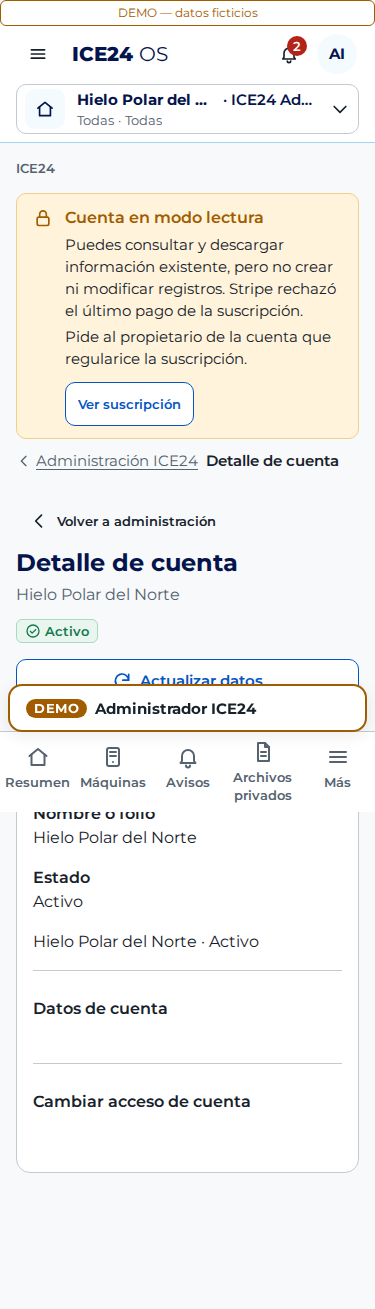 DEMO — datos ficticios
ICE24 OS
2
AI
Hielo Polar del ... · ICE24 Ad...
Todas · Todas
ICE24
Cuenta en modo lectura
Puedes consultar y descargar
información existente, pero no crear
ni modificar registros. Stripe rechazó
el último pago de la suscripción.
Pide al propietario de la cuenta que
regularice la suscripción.
Ver suscripción
Administración ICE24 Detalle de cuenta
Volver a administración
Detalle de cuenta
Hielo Polar del Norte
Activo
Actualizar datos
DEMO Administrador ICE24
Resumen
Máquinas
Avisos
Archivos
privados
Más
Nombre o folio
Hielo Polar del Norte
Estado
Activo
Hielo Polar del Norte · Activo
Datos de cuenta
Cambiar acceso de cuenta